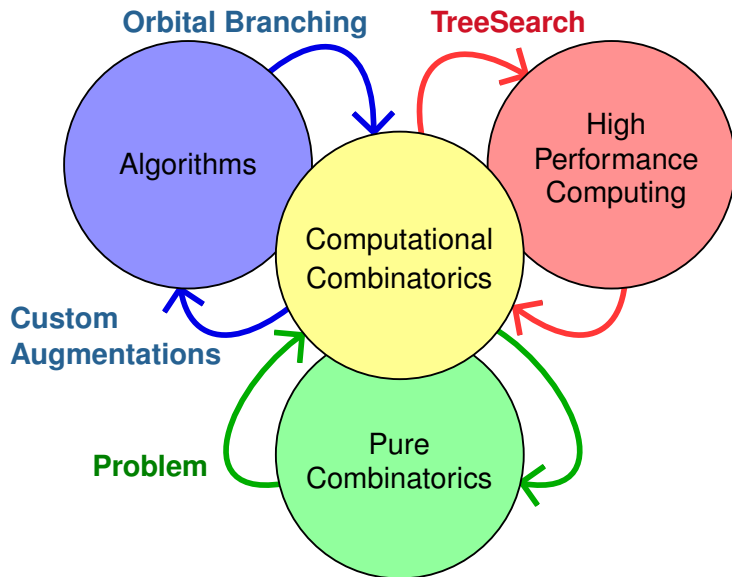 Orbital Branching
TreeSearch
Algorithms
High
Performance
Computing
Computational
Combinatorics
Custom
Augmentations
Problem
Pure
Combinatorics